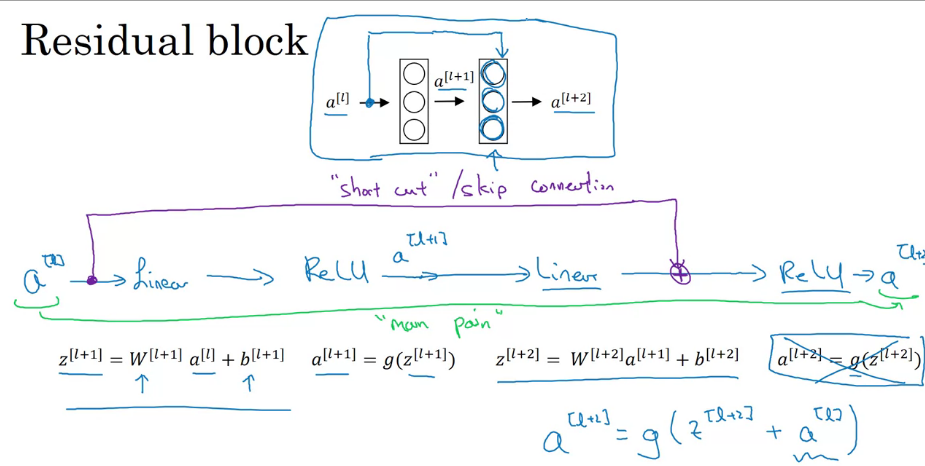 Residual block
a^[l] a^[l+1] a^[l+2]
"short cut" / skip connection
a^[l] → Linear → ReLU a^[l+1] → Linear → ReLU → a^[l+2]
"main path"
z^[l+1] = W^[l+1] a^[l] + b^[l+1] a^[l+1] = g(z^[l+1]) z^[l+2] = W^[l+2] a^[l+1] + b^[l+2] a^[l+2] = g(z^[l+2])
a^[l+2] = g(z^[l+2] + a^[l])